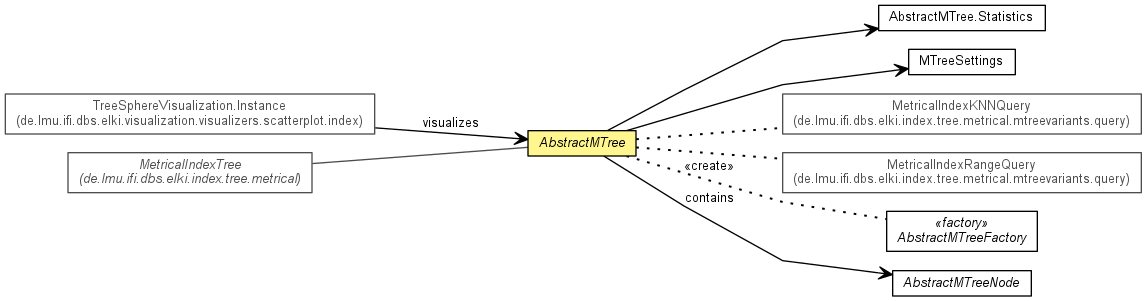 AbstractMTree.Statistics
MTreeSettings
TreeSphereVisualization.Instance
(de.lmu.ifi.dbs.elki.visualization.visualizers.scatterplot.index)
visualizes
MetricalIndexKNNQuery
(de.lmu.ifi.dbs.elki.index.tree.metrical.mtreevariants.query)
AbstractMTree
MetricalIndexTree
(de.lmu.ifi.dbs.elki.index.tree.metrical)
«create»
MetricalIndexRangeQuery
(de.lmu.ifi.dbs.elki.index.tree.metrical.mtreevariants.query)
contains
«factory»
AbstractMTreeFactory
AbstractMTreeNode